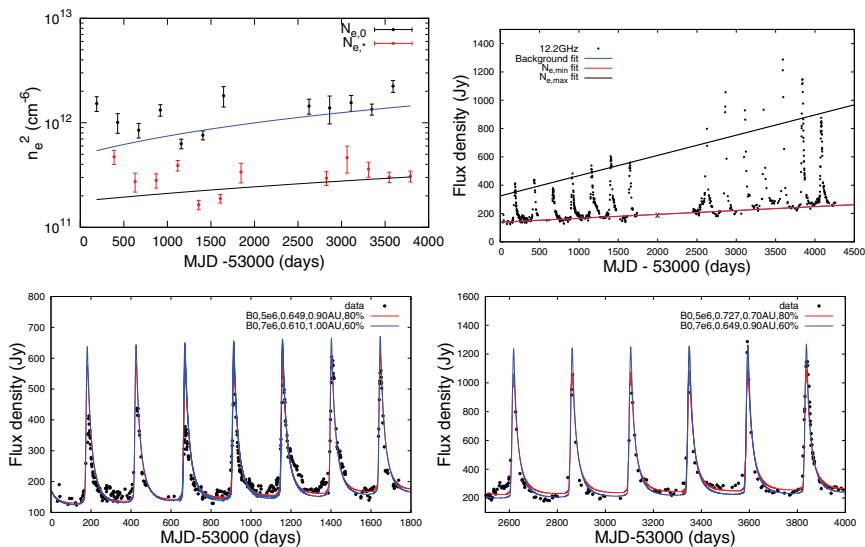 10^13
10^12
10^11
n_e^2 (cm^-6)
N_e,0
N_e,*
0 500 1000 1500 2000 2500 3000 3500 4000
MJD -53000 (days)
1400
1200
1000
800
600
400
200
0
Flux density (Jy)
12.2GHz
Background fit
N_e,min fit
N_e,max fit
0 500 1000 1500 2000 2500 3000 3500 4000 4500
MJD - 53000 (days)
800
700
600
500
400
300
200
100
Flux density (Jy)
data
B0,5e6,0.649,0.90AU,80%
B0,7e6,0.610,1.00AU,60%
0 200 400 600 800 1000 1200 1400 1600 1800
MJD-53000 (days)
1600
1400
1200
1000
800
600
400
200
Flux density (Jy)
data
B0,5e6,0.727,0.70AU,80%
B0,7e6,0.649,0.90AU,60%
2600 2800 3000 3200 3400 3600 3800 4000
MJD-53000 (days)